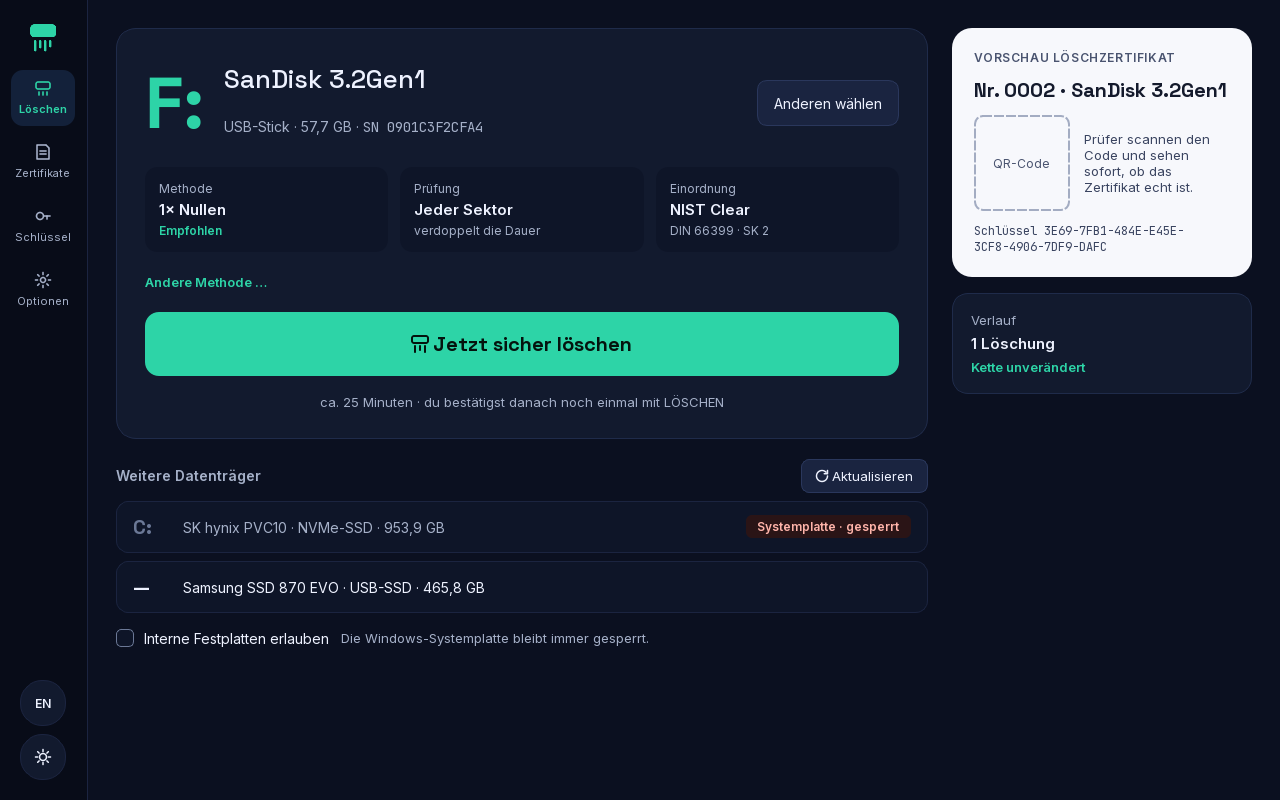 Löschen
Zertifikate
Schlüssel
Optionen
EN
F:
SanDisk 3.2Gen1
USB-Stick · 57,7 GB · SN 0901C3F2CFA4
Anderen wählen
Methode
1× Nullen
Empfohlen
Prüfung
Jeder Sektor
verdoppelt die Dauer
Einordnung
NIST Clear
DIN 66399 · SK 2
Andere Methode …
Jetzt sicher löschen
ca. 25 Minuten · du bestätigst danach noch einmal mit LÖSCHEN
Weitere Datenträger
Aktualisieren
C:
SK hynix PVC10 · NVMe-SSD · 953,9 GB
Systemplatte · gesperrt
—
Samsung SSD 870 EVO · USB-SSD · 465,8 GB
Interne Festplatten erlauben
Die Windows-Systemplatte bleibt immer gesperrt.
VORSCHAU LÖSCHZERTIFIKAT
Nr. 0002 · SanDisk 3.2Gen1
QR-Code
Prüfer scannen den
Code und sehen
sofort, ob das
Zertifikat echt ist.
Schlüssel 3E69-7FB1-484E-E45E-
3CF8-4906-7DF9-DAFC
Verlauf
1 Löschung
Kette unverändert